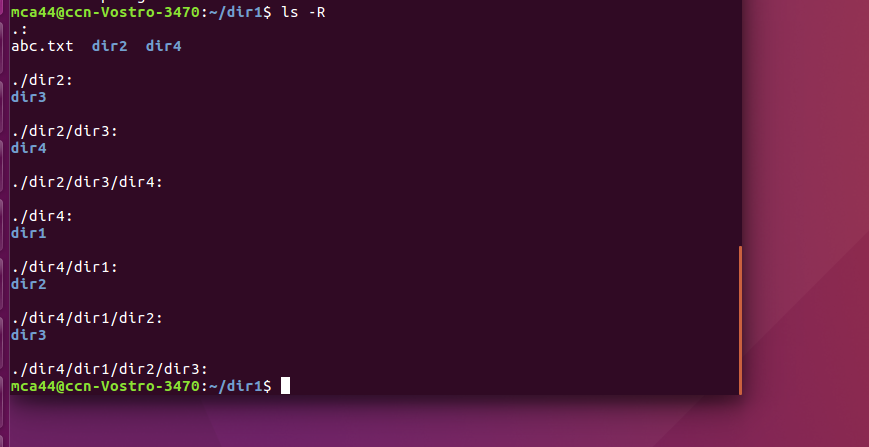 mca44@ccn-Vostro-3470:~/dir1$ ls -R
.:
abc.txt  dir2  dir4

./dir2:
dir3

./dir2/dir3:
dir4

./dir2/dir3/dir4:

./dir4:
dir1

./dir4/dir1:
dir2

./dir4/dir1/dir2:
dir3

./dir4/dir1/dir2/dir3:
mca44@ccn-Vostro-3470:~/dir1$